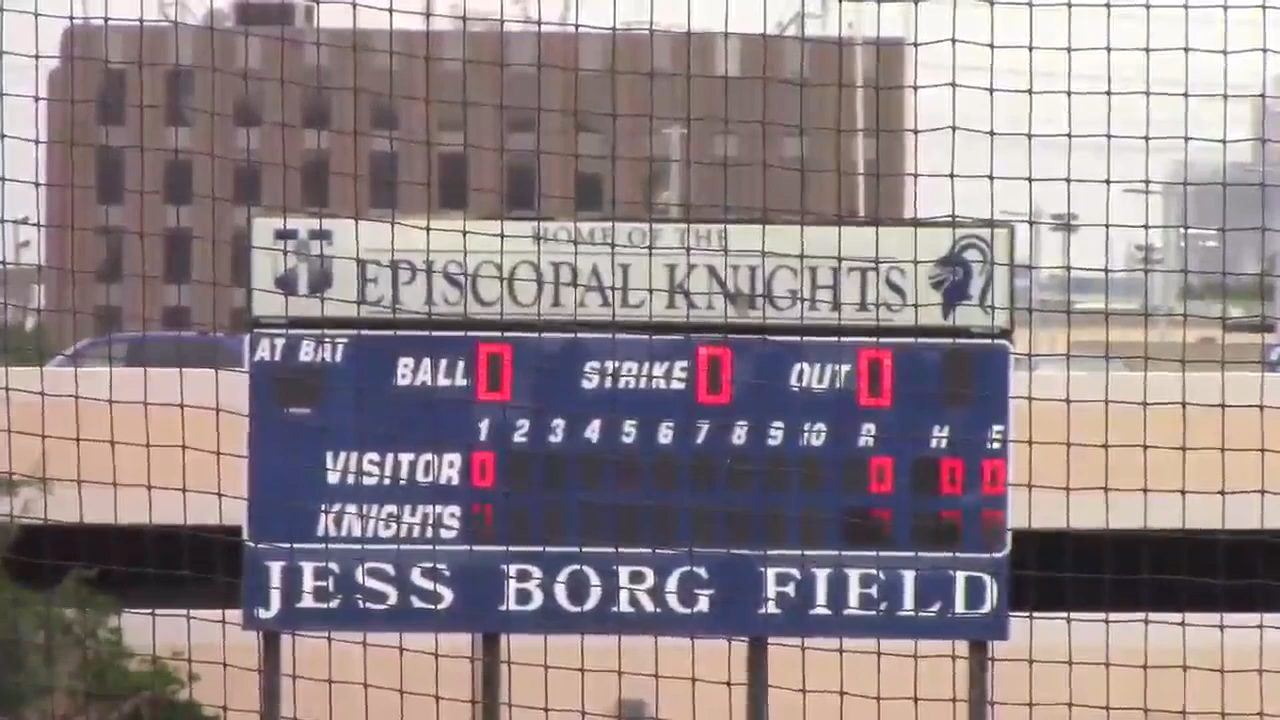 HOME OF THE
EPISCOPAL KNIGHTS
AT BAT
BALL 0 STRIKE 0 OUT 0
1 2 3 4 5 6 7 8 9 10 R H E
VISITOR 0 0 0 0
KNIGHTS
JESS BORG FIELD